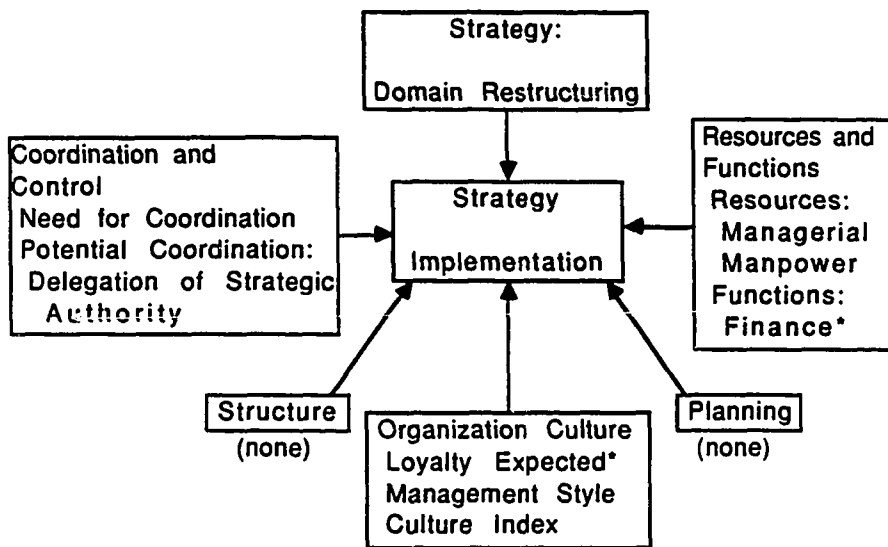 Strategy:
Domain Restructuring
Coordination and
Control
Need for Coordination
Potential Coordination:
Delegation of Strategic
Authority
Strategy
Implementation
Resources and
Functions
Resources:
Managerial
Manpower
Functions:
Finance*
Structure
(none)
Organization Culture
Loyalty Expected*
Management Style
Culture Index
Planning
(none)